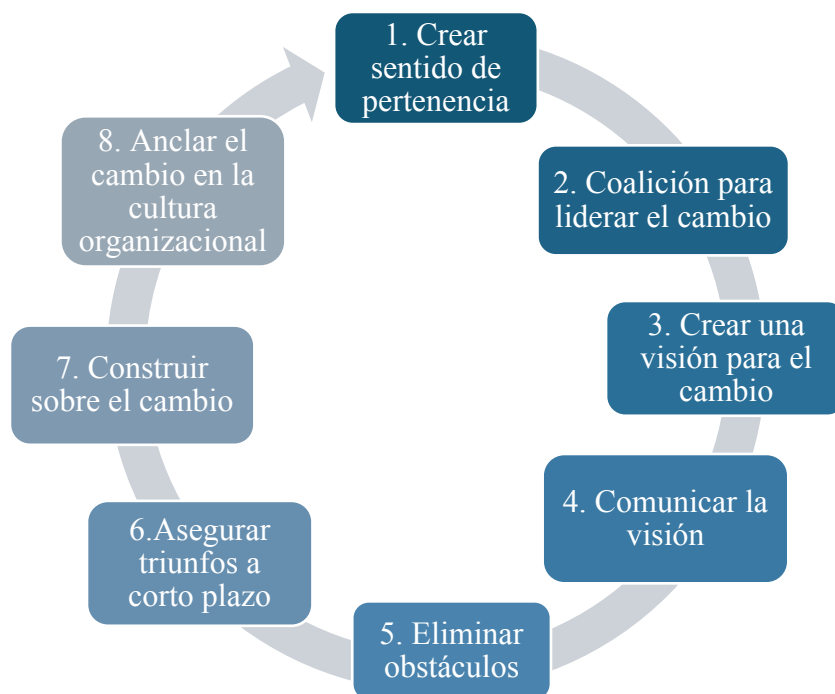 1. Crear
sentido de
pertenencia
2. Coalición para
liderar el cambio
3. Crear una
visión para el
cambio
4. Comunicar la
visión
5. Eliminar
obstáculos
6.Asegurar
triunfos a
corto plazo
7. Construir
sobre el cambio
8. Anclar el
cambio en la
cultura
organizacional